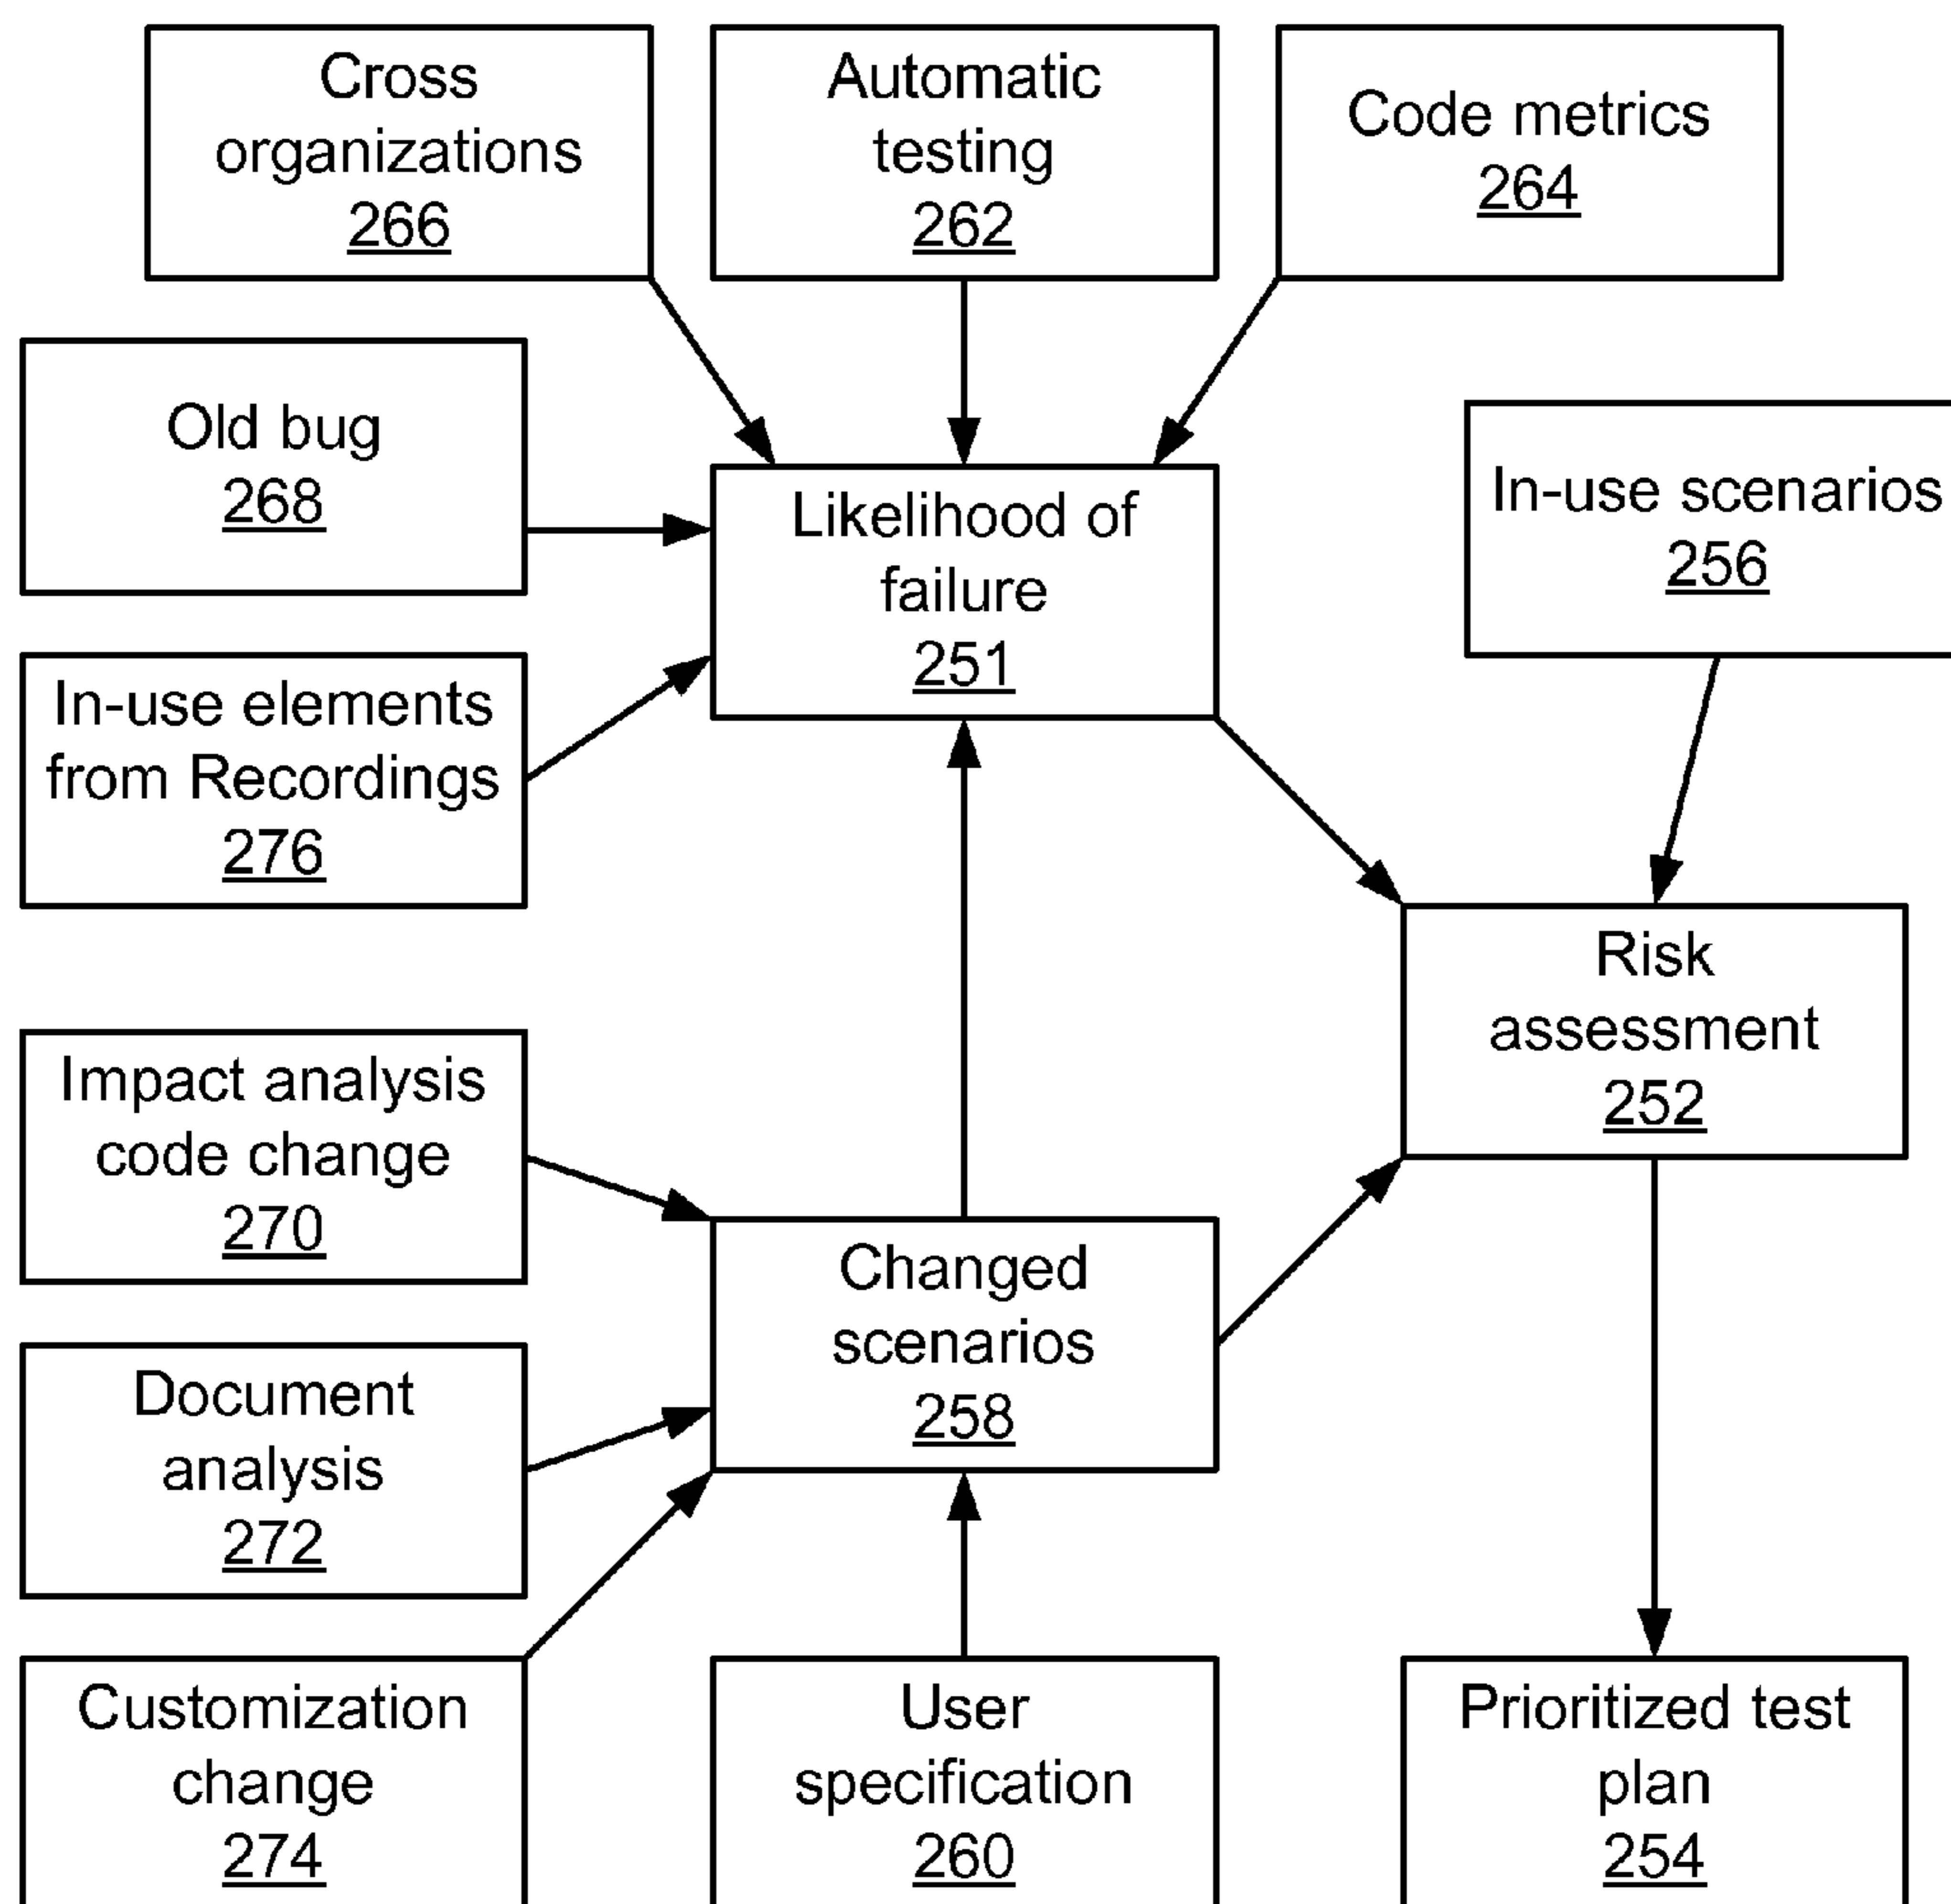 Cross
organizations
266
Automatic
testing
262
Code metrics
264
Old bug
268
Likelihood of
failure
251
In-use scenarios
256
In-use elements
from Recordings
276
Risk
assessment
252
Impact analysis
code change
270
Changed
scenarios
258
Document
analysis
272
Customization
change
274
User
specification
260
Prioritized test
plan
254